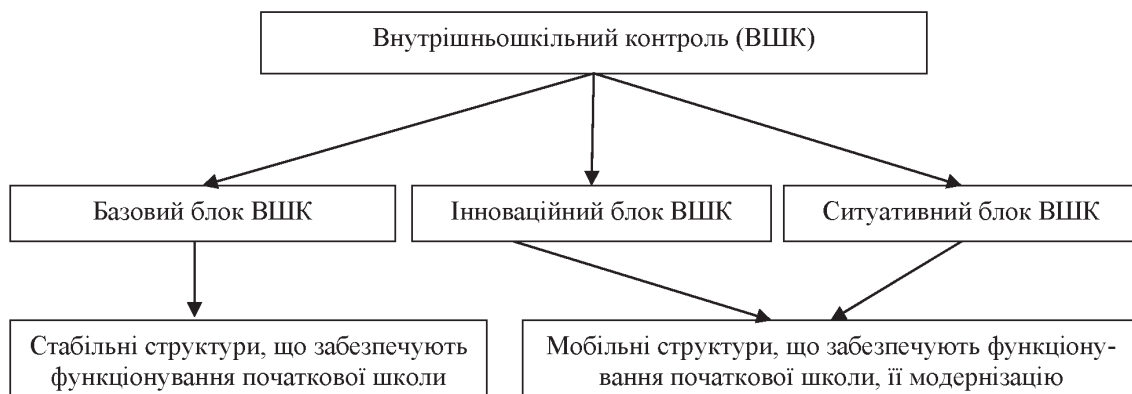 Внутрішньошкільний контроль (ВШК)
Базовий блок ВШК
Інноваційний блок ВШК
Ситуативний блок ВШК
Стабільні структури, що забезпечують
функціонування початкової школи
Мобільні структури, що забезпечують функціону-
вання початкової школи, її модернізацію